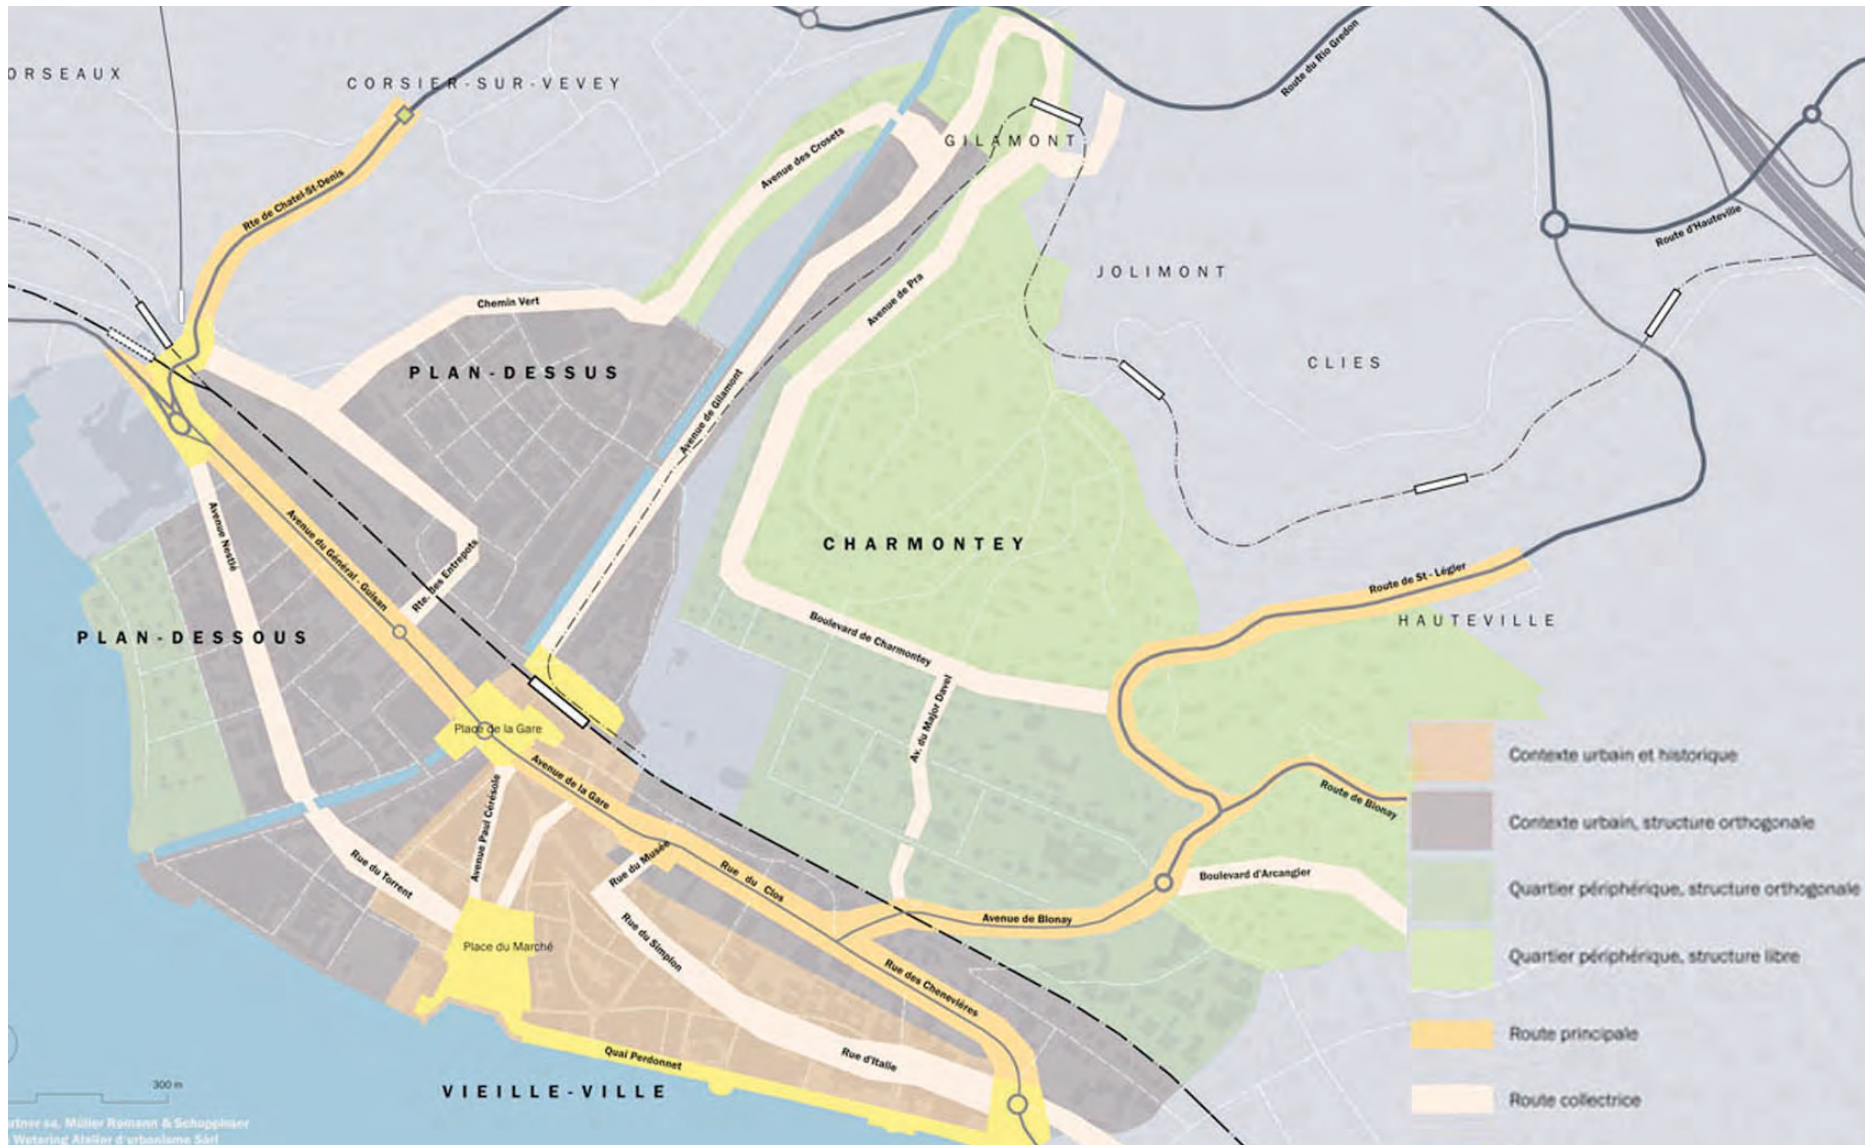 ORSEAUX
CORSIER-SUR-VEVEY
Route du Rio Gredon
GILAMONT
Avenue des Crosets
Rte de Chatel-St-Denis
Route d'Hauteville
JOLIMONT
Avenue de Pra
Chemin Vert
PLAN-DESSUS
CLIES
Avenue de Gilamont
CHARMONTEY
Avenue Nestlé
Avenue du Général - Guisan
Rte. des Entrepots
Route de St - Légier
HAUTEVILLE
PLAN-DESSOUS
Boulevard de Charmontey
Av. du Major Davel
Place de la Gare
Avenue de la Gare
Route de Blonay
Avenue Paul Cérésole
Rue du Torrent
Rue du Musée
Rue du Clos
Boulevard d'Arcangier
Avenue de Blonay
Place du Marché
Rue du Simplon
Rue des Chenevières
Quai Perdonnet
Rue d'Italie
VIEILLE-VILLE
300 m
rtner sa, Müller Romann & Schuppisser
Wetering Atelier d'urbanisme Sàrl
Contexte urbain et historique
Contexte urbain, structure orthogonale
Quartier périphérique, structure orthogonale
Quartier périphérique, structure libre
Route principale
Route collectrice